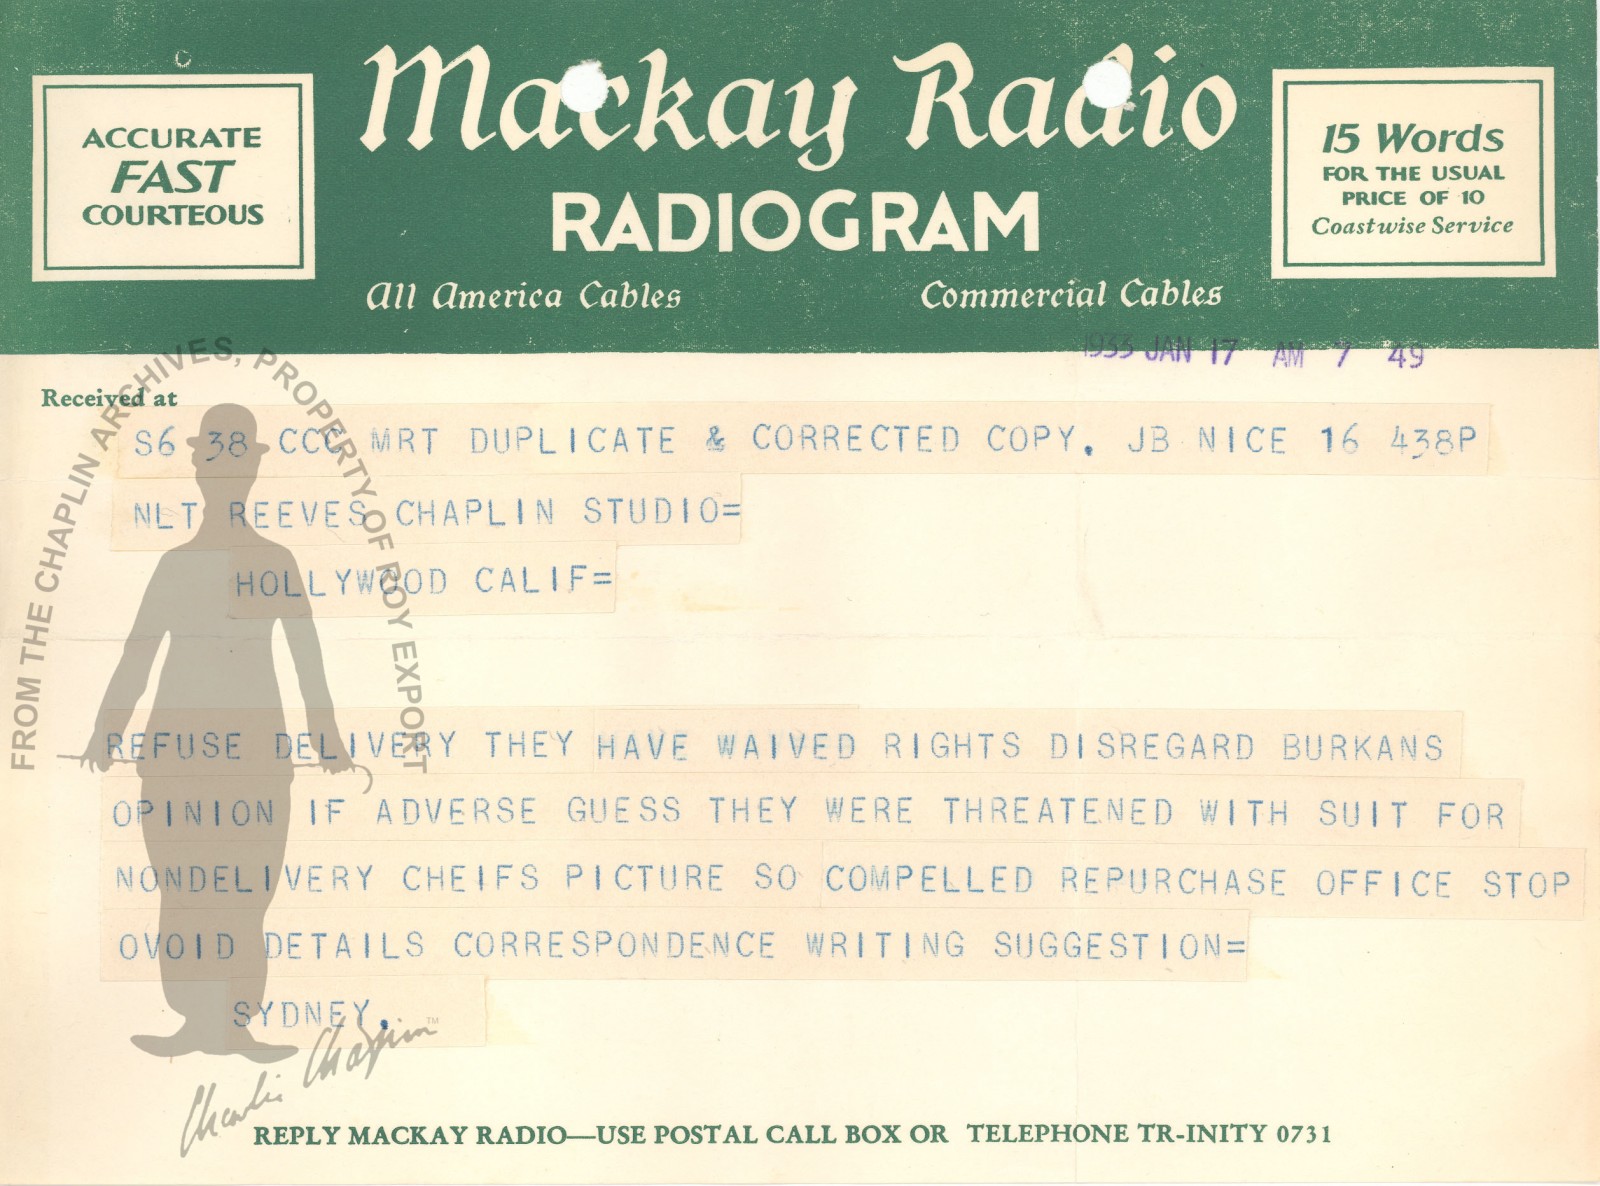 Mackay Radio
RADIOGRAM
All America Cables
Commercial Cables
ACCURATE
FAST
COURTEOUS
15 Words
FOR THE USUAL
PRICE OF 10
Coastwise Service
1933 JAN 17 AM 7 49
Received at
S6 38 CCC MRT DUPLICATE & CORRECTED COPY. JB NICE 16 438P
NLT REEVES CHAPLIN STUDIO=
HOLLYWOOD CALIF=
REFUSE DELIVERY THEY HAVE WAIVED RIGHTS DISREGARD BURKANS
OPINION IF ADVERSE GUESS THEY WERE THREATENED WITH SUIT FOR
NONDELIVERY CHEIFS PICTURE SO COMPELLED REPURCHASE OFFICE STOP
OVOID DETAILS CORRESPONDENCE WRITING SUGGESTION=
SYDNEY.
FROM THE CHAPLIN ARCHIVES, PROPERTY OF ROY EXPORT
Charlie Chaplin™
REPLY MACKAY RADIO—USE POSTAL CALL BOX OR TELEPHONE TR-INITY 0731